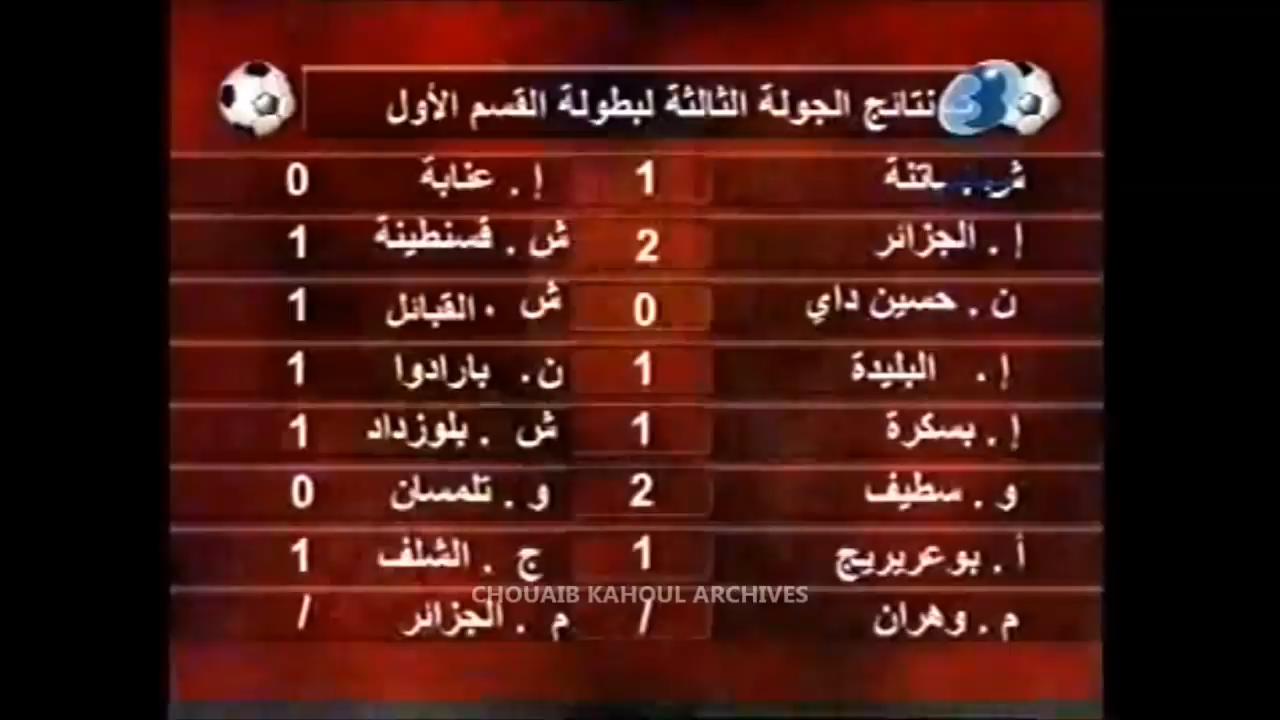 نتائج الجولة الثالثة لبطولة القسم الأول
ش. باتنة 1 إ . عنابة 0
إ . الجزائر 2 ش . قسنطينة 1
ن . حسين داي 0 ش . القبائل 1
إ . البليدة 1 ن . بارادوا 1
إ . بسكرة 1 ش . بلوزداد 1
و . سطيف 2 و . تلمسان 0
أ . بوعريريج 1 ج . الشلف 1
CHOUAIB KAHOUL ARCHIVES
م . وهران / م . الجزائر /